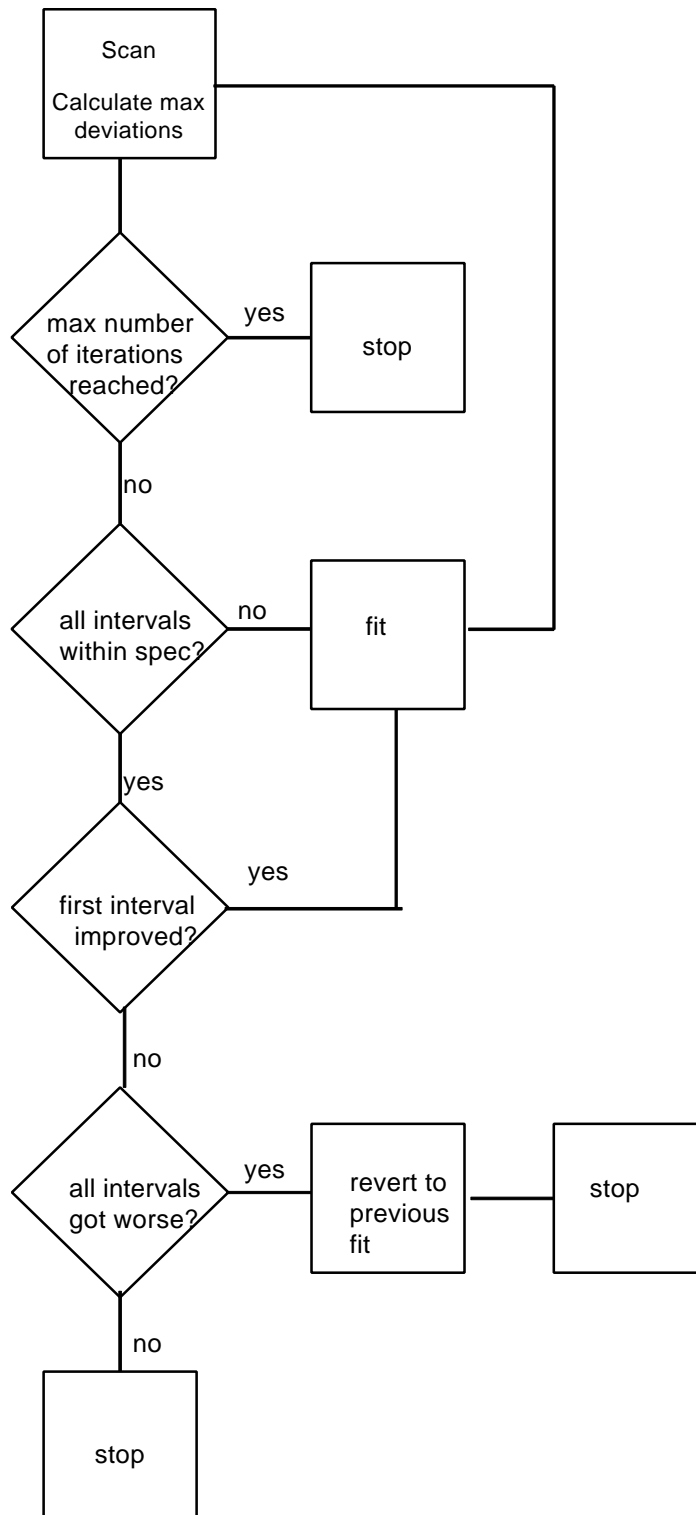 Scan
Calculate max
deviations
yes
max number
of iterations
reached?
stop
no
all intervals
within spec?
no
fit
yes
first interval
improved?
yes
no
all intervals
got worse?
yes
revert to
previous
fit
stop
no
stop